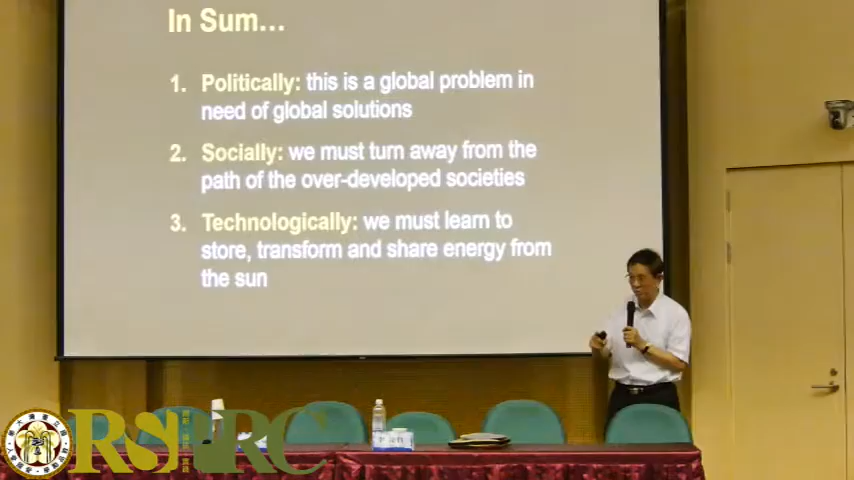 In Sum...
1. Politically: this is a global problem in
need of global solutions
2. Socially: we must turn away from the
path of the over-developed societies
3. Technologically: we must learn to
store, transform and share energy from
the sun
RSPRC